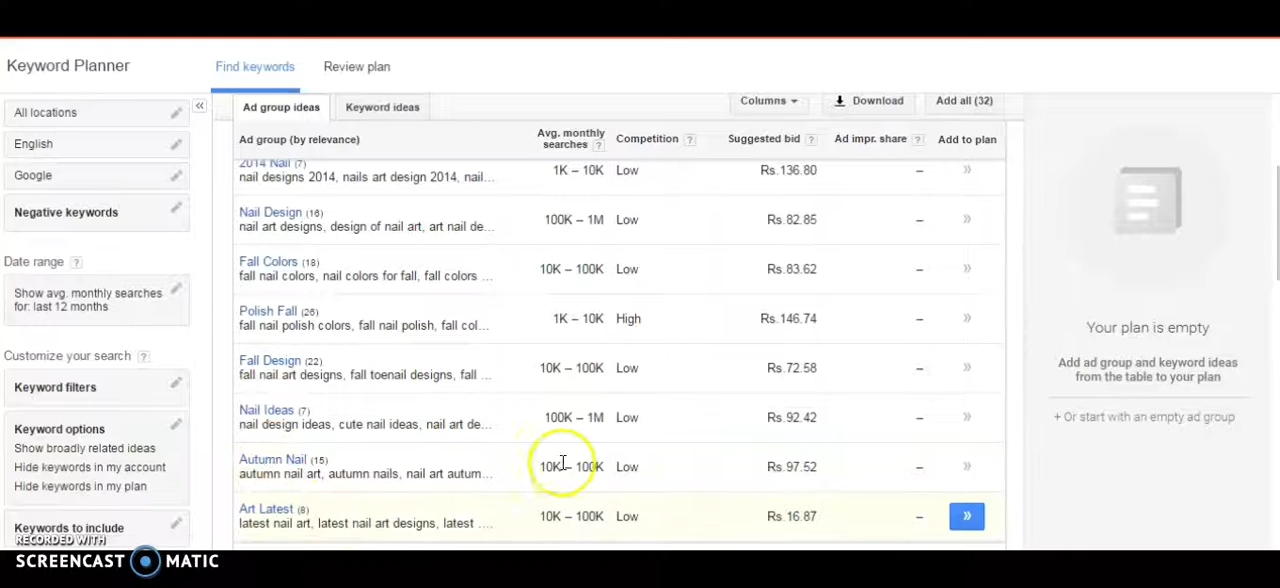 Keyword Planner
Find keywords
Review plan
All locations
English
Google
Negative keywords
Date range ?
Show avg. monthly searches
for: last 12 months
Customize your search ?
Keyword filters
Keyword options
Show broadly related ideas
Hide keywords in my account
Hide keywords in my plan
Keywords to include
«
Ad group ideas
Keyword ideas
Columns
Download
Add all (32)
Ad group (by relevance)
Avg. monthly
searches ?
Competition ?
Suggested bid ?
Ad impr. share ?
Add to plan
2014 Nail (7)
nail designs 2014, nails art design 2014, nail...
1K – 10K Low Rs.136.80 – »
Nail Design (16)
nail art designs, design of nail art, art nail de...
100K – 1M Low Rs.82.85 – »
Fall Colors (18)
fall nail colors, nail colors for fall, fall colors ...
10K – 100K Low Rs.83.62 – »
Polish Fall (26)
fall nail polish colors, fall nail polish, fall col...
1K – 10K High Rs.146.74 – »
Fall Design (22)
fall nail art designs, fall toenail designs, fall ...
10K – 100K Low Rs.72.58 – »
Nail Ideas (7)
nail design ideas, cute nail ideas, nail art de...
100K – 1M Low Rs.92.42 – »
Autumn Nail (15)
autumn nail art, autumn nails, nail art autum...
10K – 100K Low Rs.97.52 – »
Art Latest (8)
latest nail art, latest nail art designs, latest ....
10K – 100K Low Rs.16.87 – »
Your plan is empty
Add ad group and keyword ideas
from the table to your plan
+ Or start with an empty ad group
RECORDED WITH
SCREENCAST MATIC